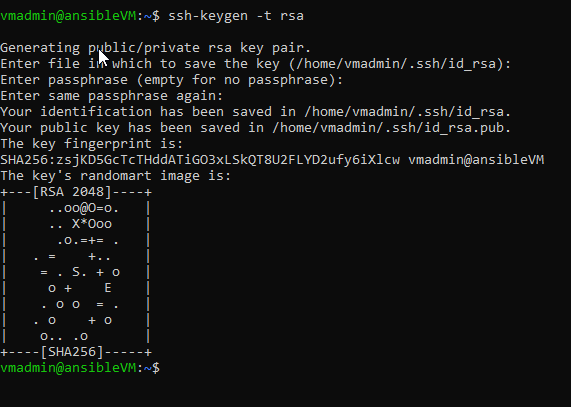 vmadmin@ansibleVM:~$ ssh-keygen -t rsa
Generating public/private rsa key pair.
Enter file in which to save the key (/home/vmadmin/.ssh/id_rsa):
Enter passphrase (empty for no passphrase):
Enter same passphrase again:
Your identification has been saved in /home/vmadmin/.ssh/id_rsa.
Your public key has been saved in /home/vmadmin/.ssh/id_rsa.pub.
The key fingerprint is:
SHA256:zsjKD5GcTcTHddATiGO3xLSkQT8U2FLYD2ufy6iXlcw vmadmin@ansibleVM
The key's randomart image is:
+---[RSA 2048]----+
|     ..oo@O=o.   |
|     .. X*Ooo    |
|      .o.=+= .   |
|   . =    +..    |
|    = . S. + o   |
|     o +    E    |
|    . o o  = .   |
|   . o    + o    |
|    o.. .o       |
+----[SHA256]-----+
vmadmin@ansibleVM:~$